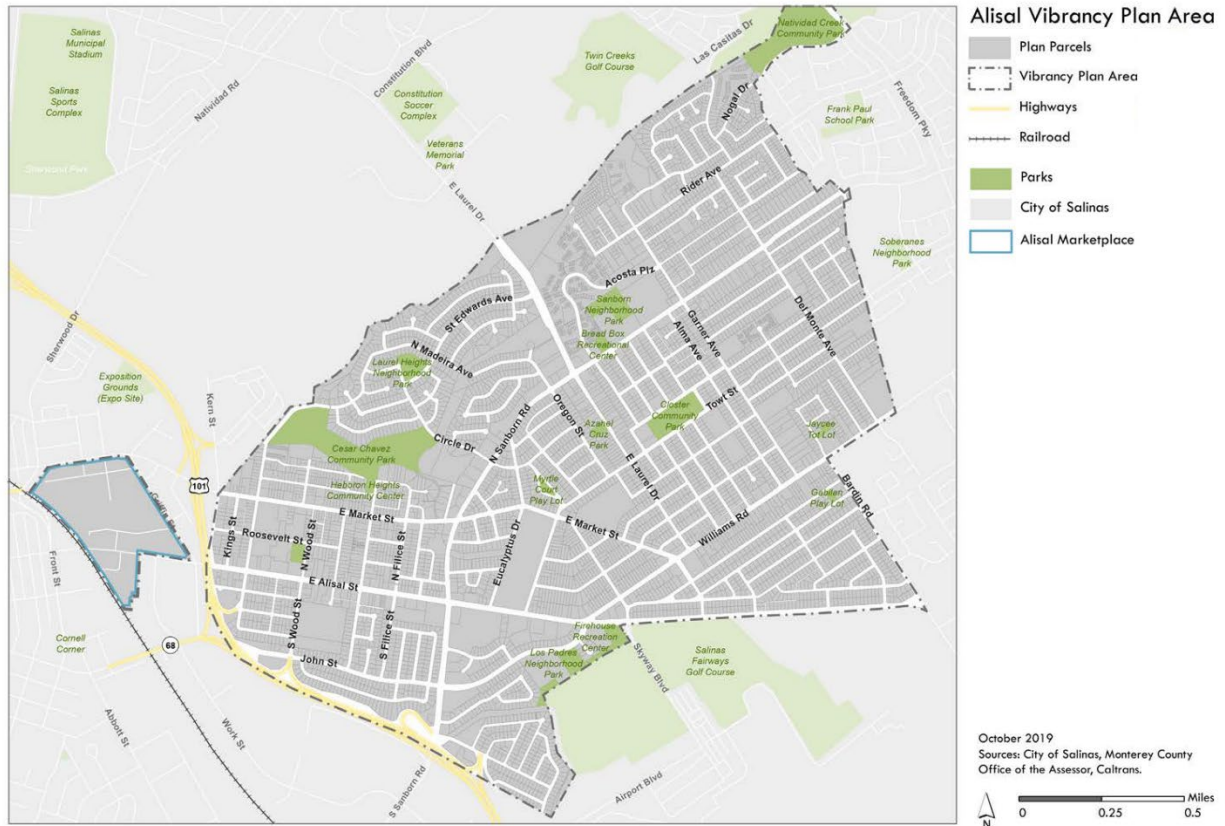 Alisal Vibrancy Plan Area
Plan Parcels
Vibrancy Plan Area
Highways
Railroad
Parks
City of Salinas
Alisal Marketplace
Salinas
Municipal
Stadium
Salinas
Sports
Complex
Sherwood Park
Natividad Rd
Constitution Blvd
Constitution
Soccer
Complex
Veterans
Memorial
Park
E Laurel Dr
Twin Creeks
Golf Course
Las Casitas Dr
Natividad Creek
Community Park
Nogal Dr
Frank Paul
School Park
Freedom Pky
Rider Ave
Soberanes
Neighborhood
Park
Acosta Plz
Sanborn
Neighborhood
Park
Bread Box
Recreational
Center
St Edwards Ave
N Madeira Ave
Laurel Heights
Neighborhood
Park
Garner Ave
Alma Ave
Del Monte Ave
Sherwood Dr
Exposition
Grounds
(Expo Site)
Kern St
Circle Dr
N Sanborn Rd
Oregon St
Azahel
Cruz
Park
Closter
Community
Park
Towt St
Jaycee
Tot Lot
Cesar Chavez
Community Park
Heboron Heights
Community Center
E Laurel Dr
Myrtle
Court
Play Lot
Gabilan
Play Lot
Bardin Rd
101
Griffin St
E Market St
E Market St
Williams Rd
Kings St
Roosevelt St
N Wood St
N Filice St
Eucalyptus Dr
Front St
E Alisal St
S Wood St
S Filice St
Firehouse
Recreation
Center
Los Padres
Neighborhood
Park
Skyway Blvd
Salinas
Fairways
Golf Course
Cornell
Corner
68
John St
Abbott St
Work St
S Sanborn Rd
Airport Blvd
October 2019
Sources: City of Salinas, Monterey County
Office of the Assessor, Caltrans.
N
Miles
0 0.25 0.5